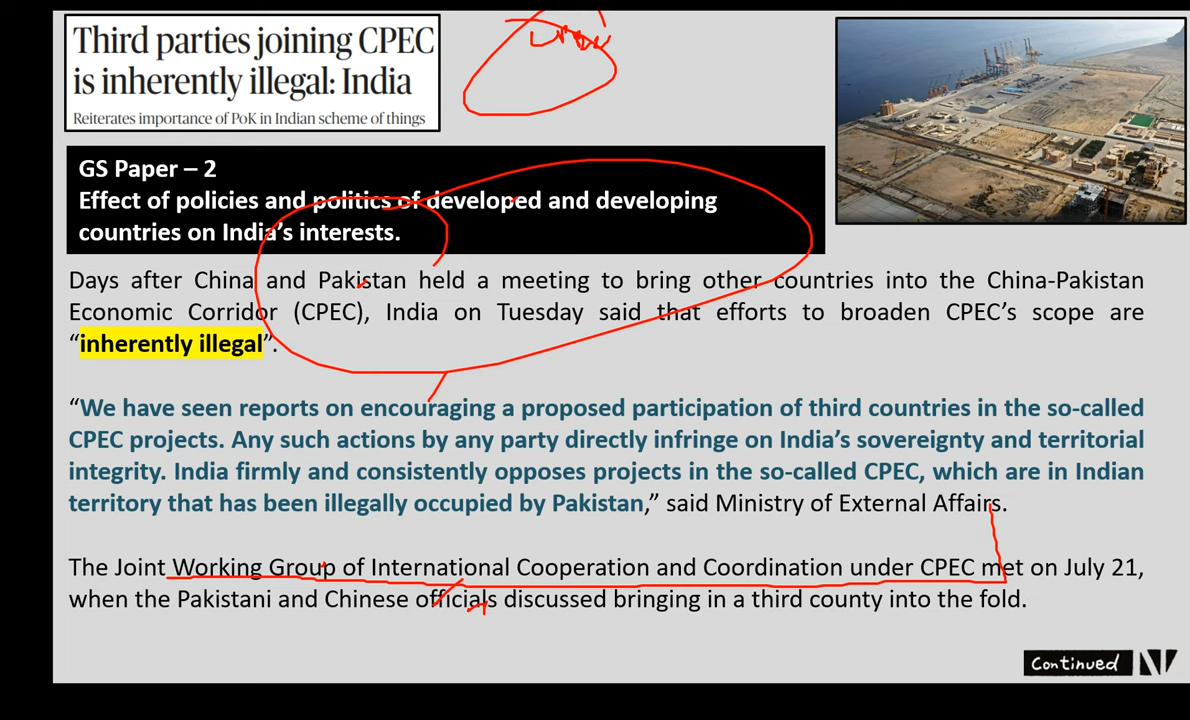 Third parties joining CPEC
is inherently illegal: India
Reiterates importance of PoK in Indian scheme of things
GS Paper – 2
Effect of policies and politics of developed and developing
countries on India's interests.
Days after China and Pakistan held a meeting to bring other countries into the China-Pakistan
Economic Corridor (CPEC), India on Tuesday said that efforts to broaden CPEC's scope are
“inherently illegal”.
“We have seen reports on encouraging a proposed participation of third countries in the so-called
CPEC projects. Any such actions by any party directly infringe on India's sovereignty and territorial
integrity. India firmly and consistently opposes projects in the so-called CPEC, which are in Indian
territory that has been illegally occupied by Pakistan,” said Ministry of External Affairs.
The Joint Working Group of International Cooperation and Coordination under CPEC met on July 21,
when the Pakistani and Chinese officials discussed bringing in a third county into the fold.
Continued